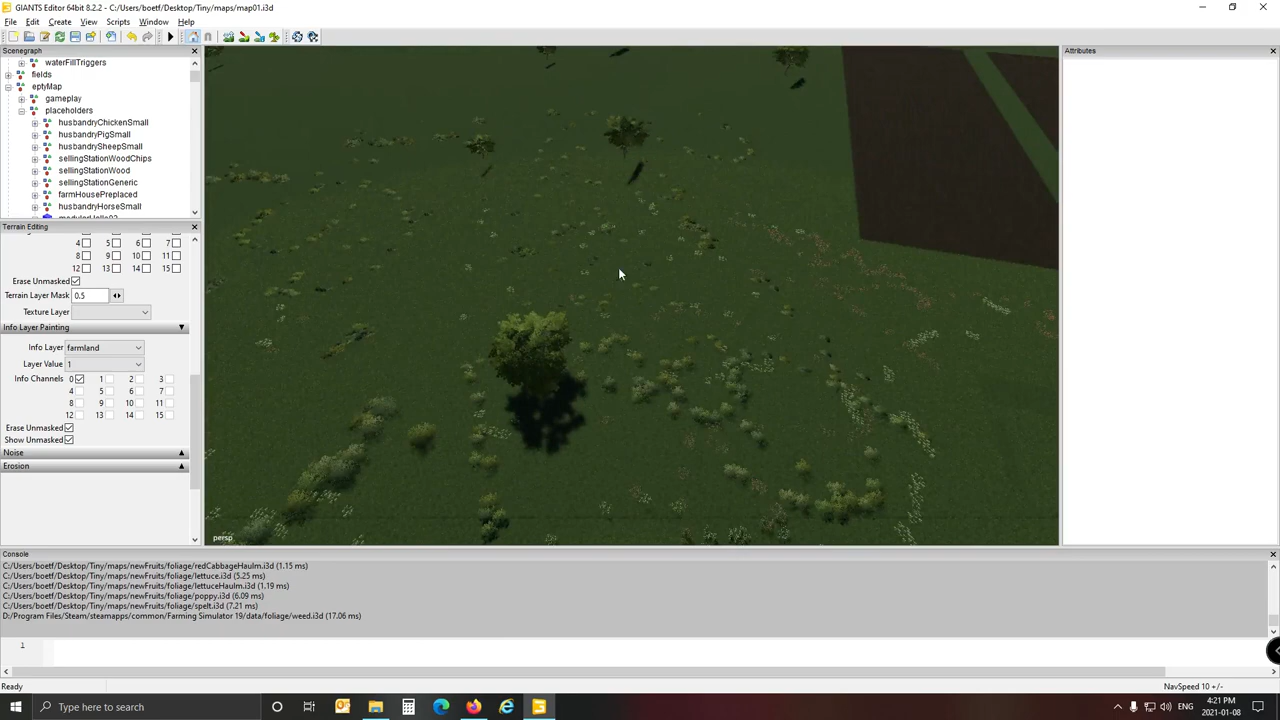 GIANTS Editor 64bit 8.2.2 - C:/Users/boetf/Desktop/Tiny/maps/map01.i3d
File Edit Create View Scripts Window Help
Scenegraph
Attributes
waterFillTriggers
fields
eptyMap
gameplay
placeholders
husbandryChickenSmall
husbandryPigSmall
husbandrySheepSmall
sellingStationWoodChips
sellingStationWood
sellingStationGeneric
farmHousePreplaced
husbandryHorseSmall
Terrain Editing
4 5 6 7
8 9 10 11
12 13 14 15
Erase Unmasked
Terrain Layer Mask 0.5
Texture Layer
Info Layer Painting
Info Layer farmland
Layer Value 1
Info Channels 0 1 2 3
4 5 6 7
8 9 10 11
12 13 14 15
Erase Unmasked
Show Unmasked
Noise
Erosion
persp
Console
C:/Users/boetf/Desktop/Tiny/maps/newFruits/foliage/redCabbageHaulm.i3d (1.15 ms)
C:/Users/boetf/Desktop/Tiny/maps/newFruits/foliage/lettuce.i3d (5.25 ms)
C:/Users/boetf/Desktop/Tiny/maps/newFruits/foliage/lettuceHaulm.i3d (1.19 ms)
C:/Users/boetf/Desktop/Tiny/maps/newFruits/foliage/poppy.i3d (6.09 ms)
C:/Users/boetf/Desktop/Tiny/maps/newFruits/foliage/spelt.i3d (7.21 ms)
D:/Program Files/Steam/steamapps/common/Farming Simulator 19/data/foliage/weed.i3d (17.06 ms)
1
Ready
NavSpeed 10 +/-
Type here to search
ENG
4:21 PM
2021-01-08